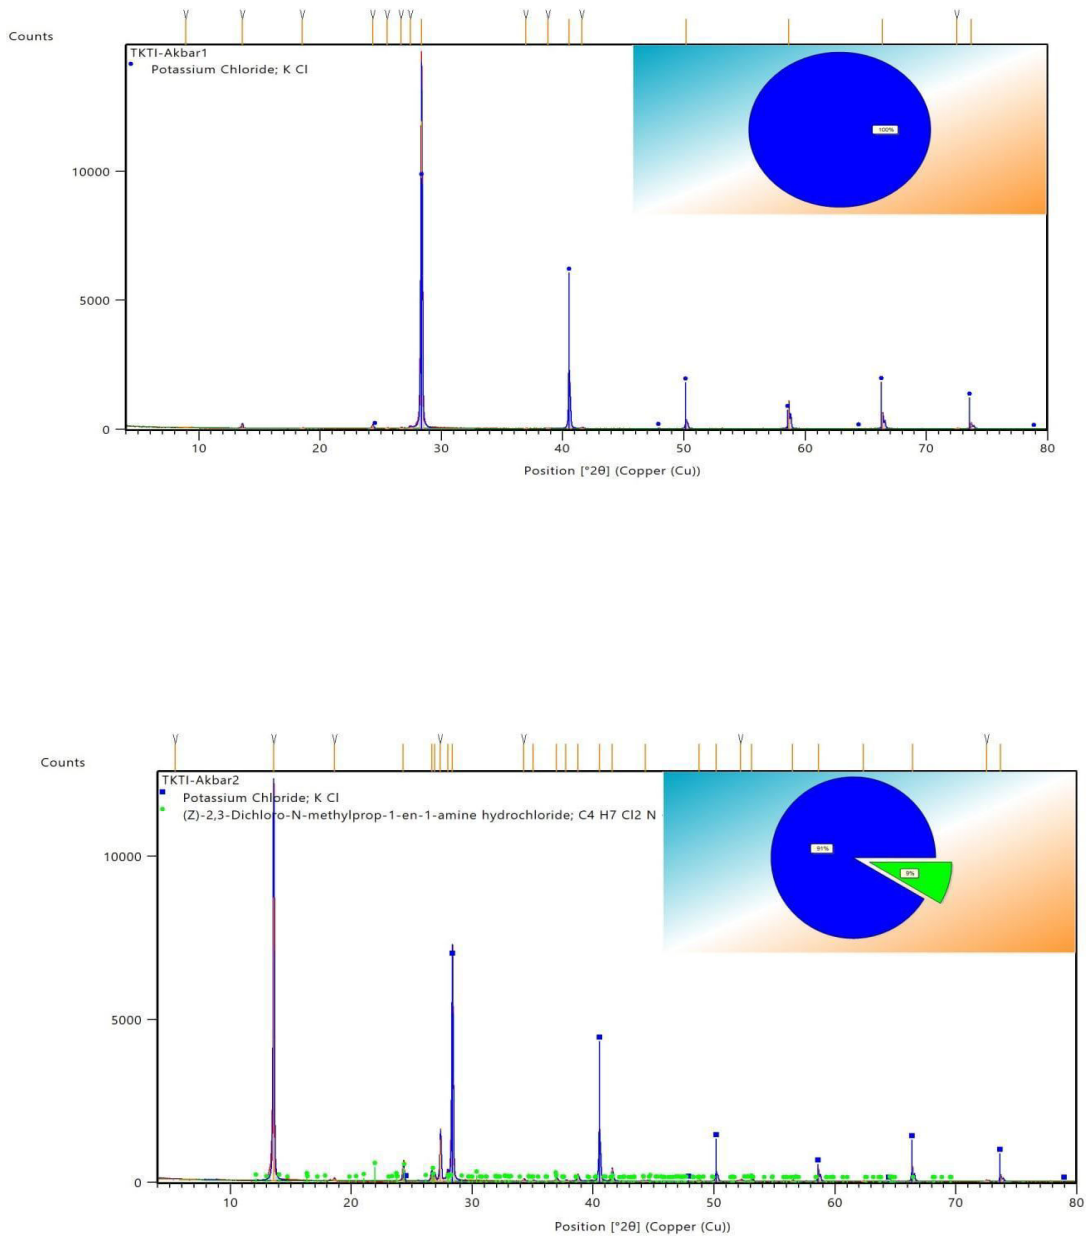 Counts
TKTI-Akbar1
Potassium Chloride; K Cl
100%
10000
5000
0
10 20 30 40 50 60 70 80
Position [°2θ] (Copper (Cu))
Counts
TKTI-Akbar2
Potassium Chloride; K Cl
(Z)-2,3-Dichloro-N-methylprop-1-en-1-amine hydrochloride; C4 H7 Cl2 N
91%
9%
10000
5000
0
10 20 30 40 50 60 70 80
Position [°2θ] (Copper (Cu))